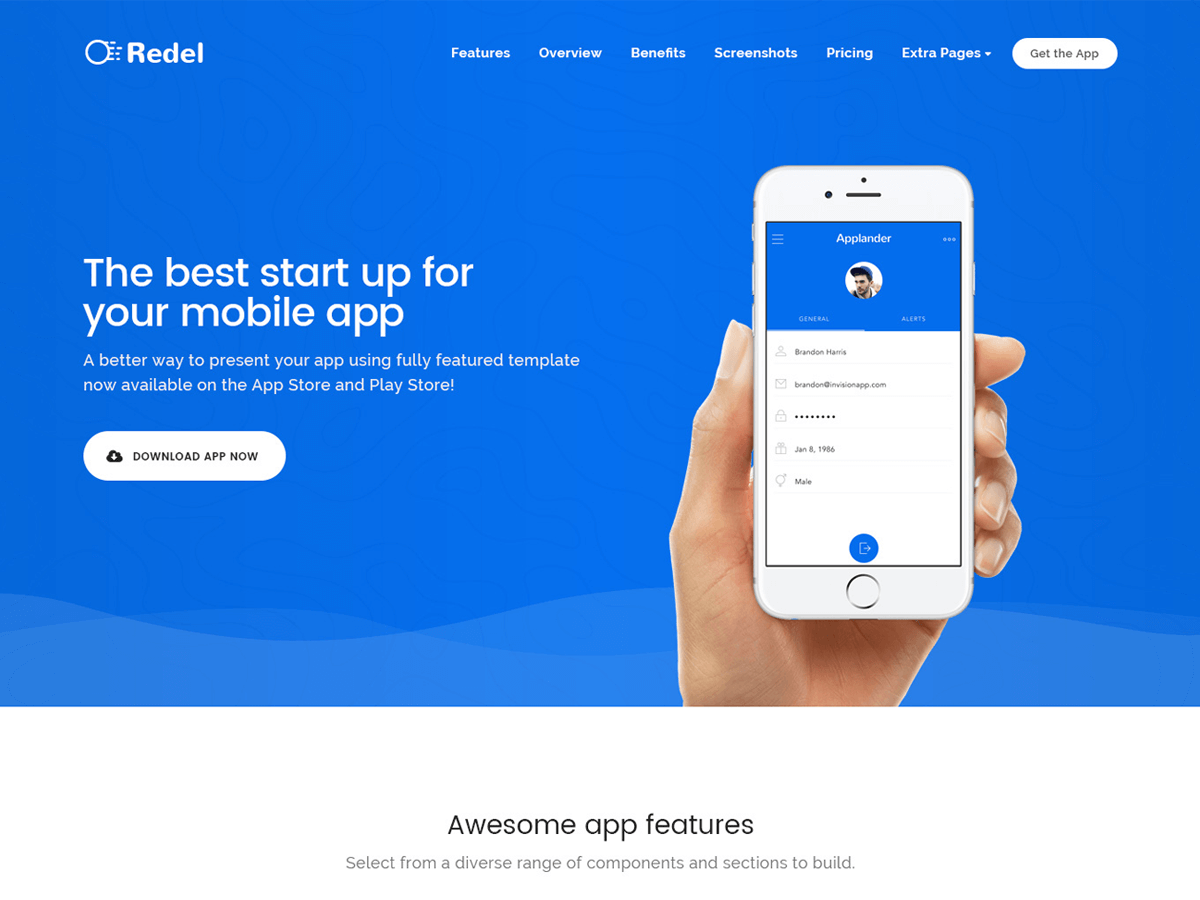 Redel
Features Overview Benefits Screenshots Pricing Extra Pages Get the App
Applander
GENERAL ALERTS
Brandon Harris
brandon@invisionapp.com
••••••••
Jan 8, 1986
Male
The best start up for
your mobile app
A better way to present your app using fully featured template
now available on the App Store and Play Store!
DOWNLOAD APP NOW
Awesome app features
Select from a diverse range of components and sections to build.